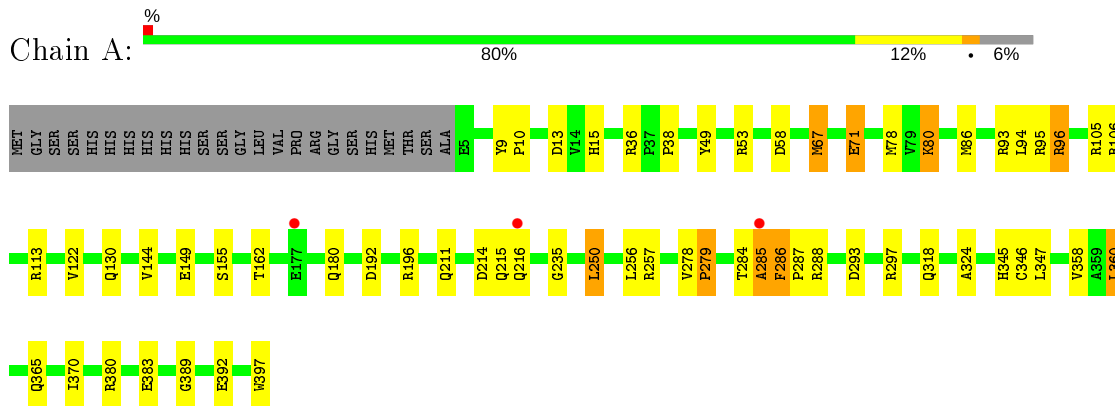 %
Chain A:
80% 12% • 6%
MET GLY SER SER HIS HIS HIS HIS HIS HIS SER SER GLY LEU VAL PRO ARG GLY SER HIS MET THR SER ALA E5 Y9 P10 D13 V14 H15 R36 P37 P38 Y49 R53 D58 M67 E71 M78 V79 K80 M86 R93 L94 R95 R96 R105 R106
R113 V122 Q130 V144 E149 S155 T162 E177 Q180 D192 R196 Q211 D214 Q215 Q216 G235 L250 L256 R257 V278 P279 T284 A285 F286 P287 R288 D293 R297 Q318 A324 H345 C346 L347 V358 A359 L360
Q365 I370 R380 E383 G389 E392 W397